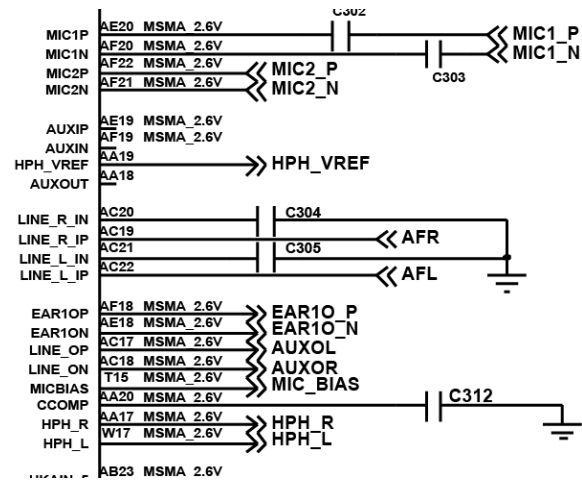 C302
MIC1P AE20 MSMA_2.6V MIC1_P
MIC1N AF20 MSMA_2.6V C303 MIC1_N
MIC2P AF22 MSMA_2.6V MIC2_P
MIC2N AF21 MSMA_2.6V MIC2_N
AUXIP AE19 MSMA_2.6V
AUXIN AF19 MSMA_2.6V
HPH_VREF AA19 HPH_VREF
AUXOUT AA18
LINE_R_IN AC20 C304
LINE_R_IP AC19 AFR
LINE_L_IN AC21 C305
LINE_L_IP AC22 AFL
EAR1OP AF18 MSMA_2.6V EAR1O_P
EAR1ON AE18 MSMA_2.6V EAR1O_N
LINE_OP AC17 MSMA_2.6V AUXOL
LINE_ON AC18 MSMA_2.6V AUXOR
MICBIAS T15 MSMA_2.6V MIC_BIAS
CCOMP AA20 MSMA_2.6V C312
HPH_R AA17 MSMA_2.6V HPH_R
HPH_L W17 MSMA_2.6V HPH_L
AB23 MSMA_2.6V